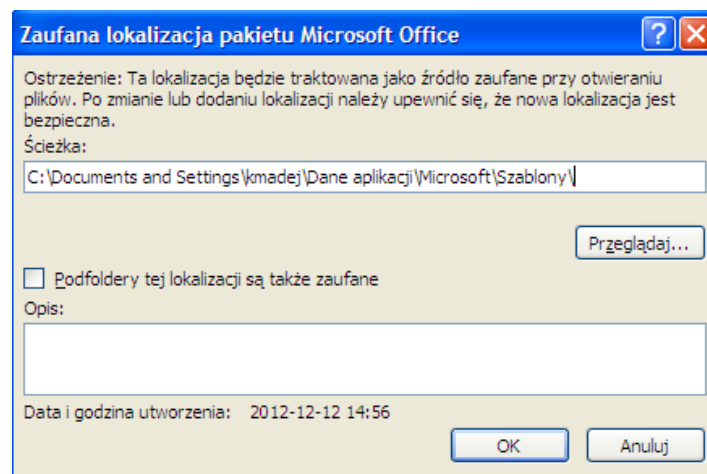 Zaufana lokalizacja pakietu Microsoft Office
Ostrzeżenie: Ta lokalizacja będzie traktowana jako źródło zaufane przy otwieraniu
plików. Po zmianie lub dodaniu lokalizacji należy upewnić się, że nowa lokalizacja jest
bezpieczna.
Ścieżka:
C:\Documents and Settings\kmadej\Dane aplikacji\Microsoft\Szablony\
Przeglądaj...
Podfoldery tej lokalizacji są także zaufane
Opis:
Data i godzina utworzenia: 2012-12-12 14:56
OK Anuluj